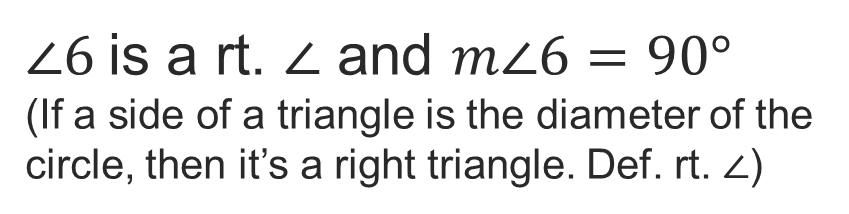 ∠6 is a rt. ∠ and m∠6 = 90°
(If a side of a triangle is the diameter of the
circle, then it’s a right triangle. Def. rt. ∠)